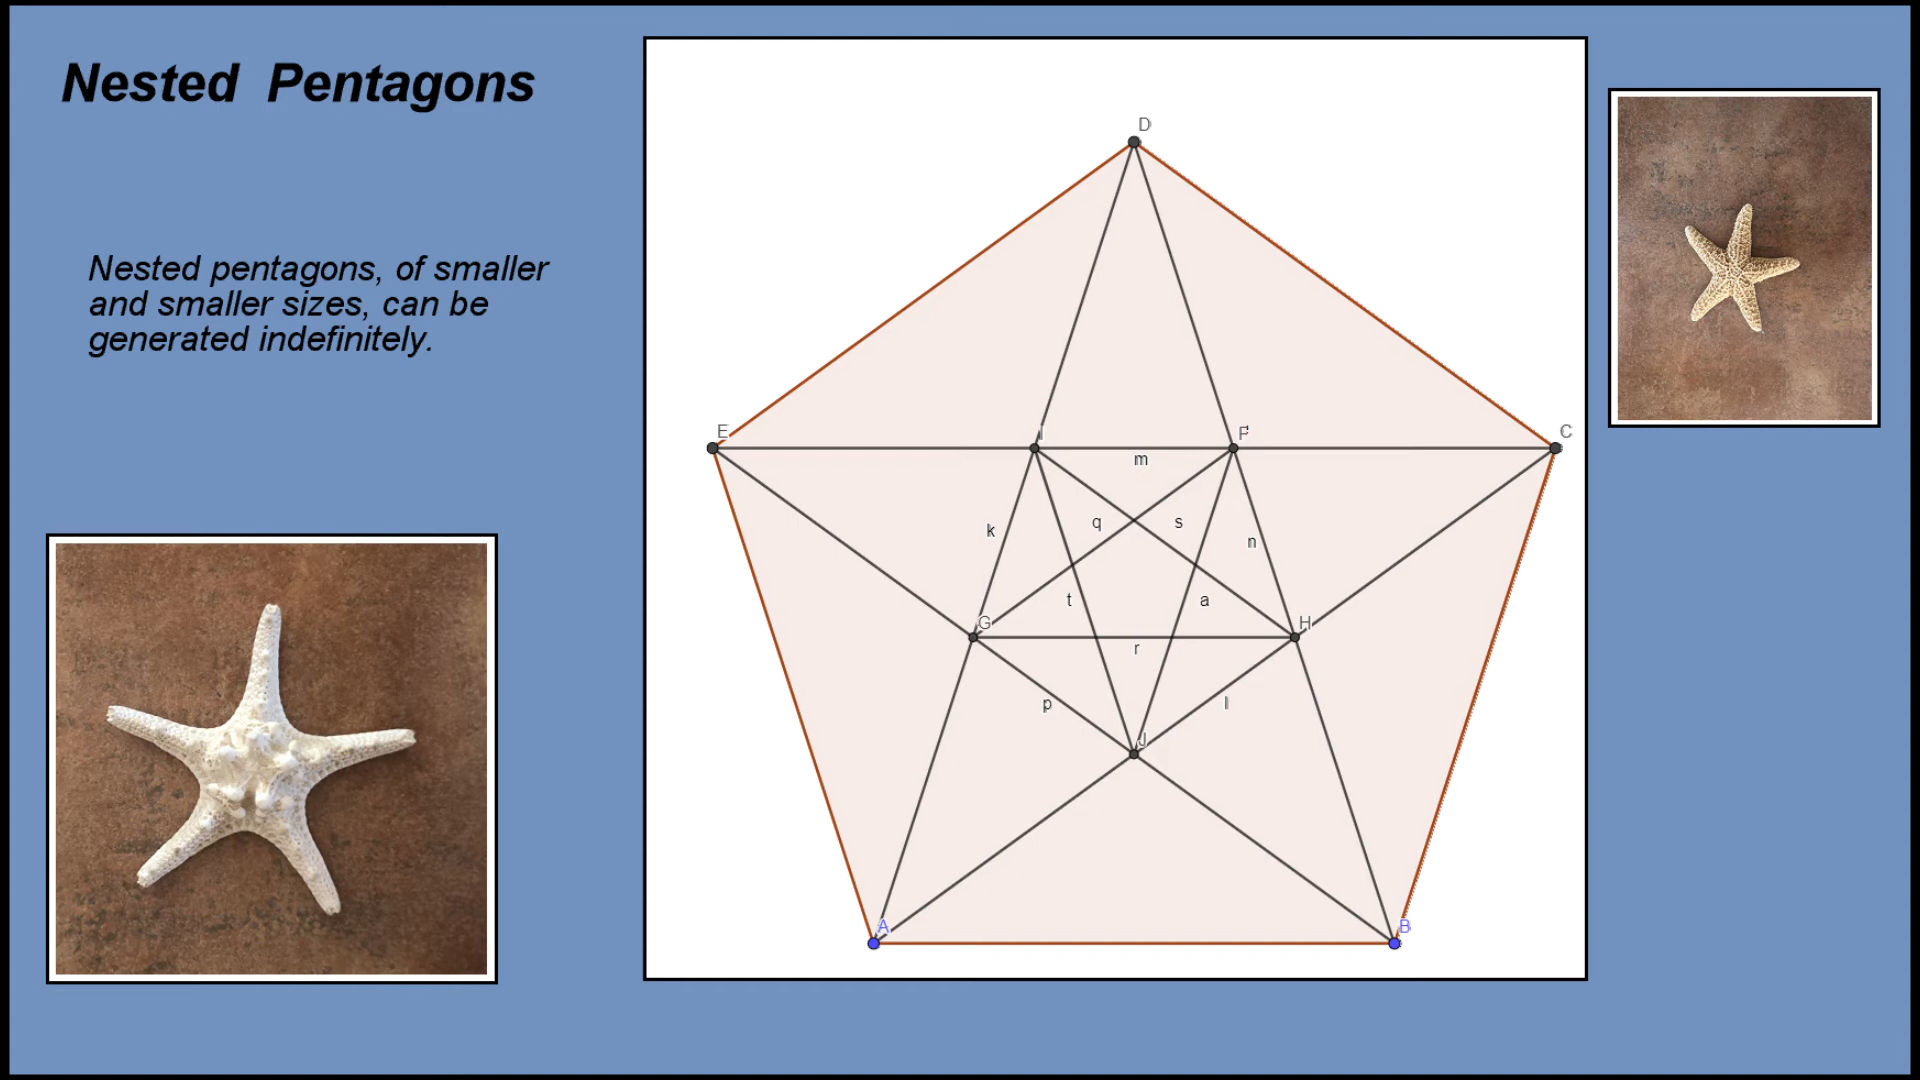 Nested Pentagons
Nested pentagons, of smaller
and smaller sizes, can be
generated indefinitely.
D
E
I
F
C
m
k
q
s
n
t
a
G
H
r
p
l
J
A
B